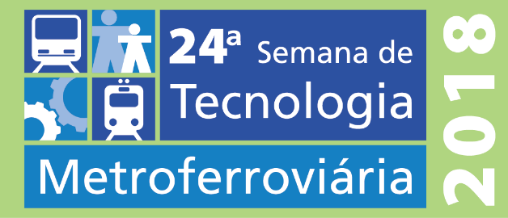 24ª Semana de
Tecnologia
Metroferroviária
2018